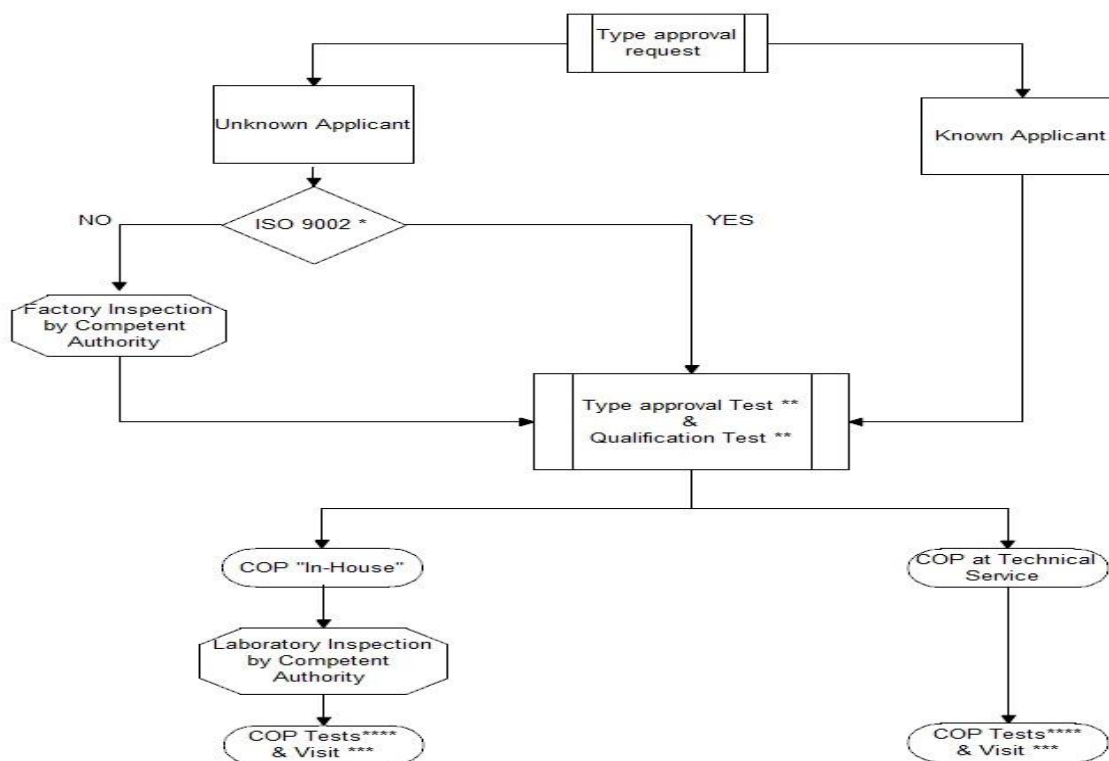 Type approval
request
Unknown Applicant
Known Applicant
ISO 9002 *
NO
YES
Factory Inspection
by Competent
Authority
Type approval Test **
&
Qualification Test **
COP "In-House"
COP at Technical
Service
Laboratory Inspection
by Competent
Authority
COP Tests****
& Visit ***
COP Tests****
& Visit ***